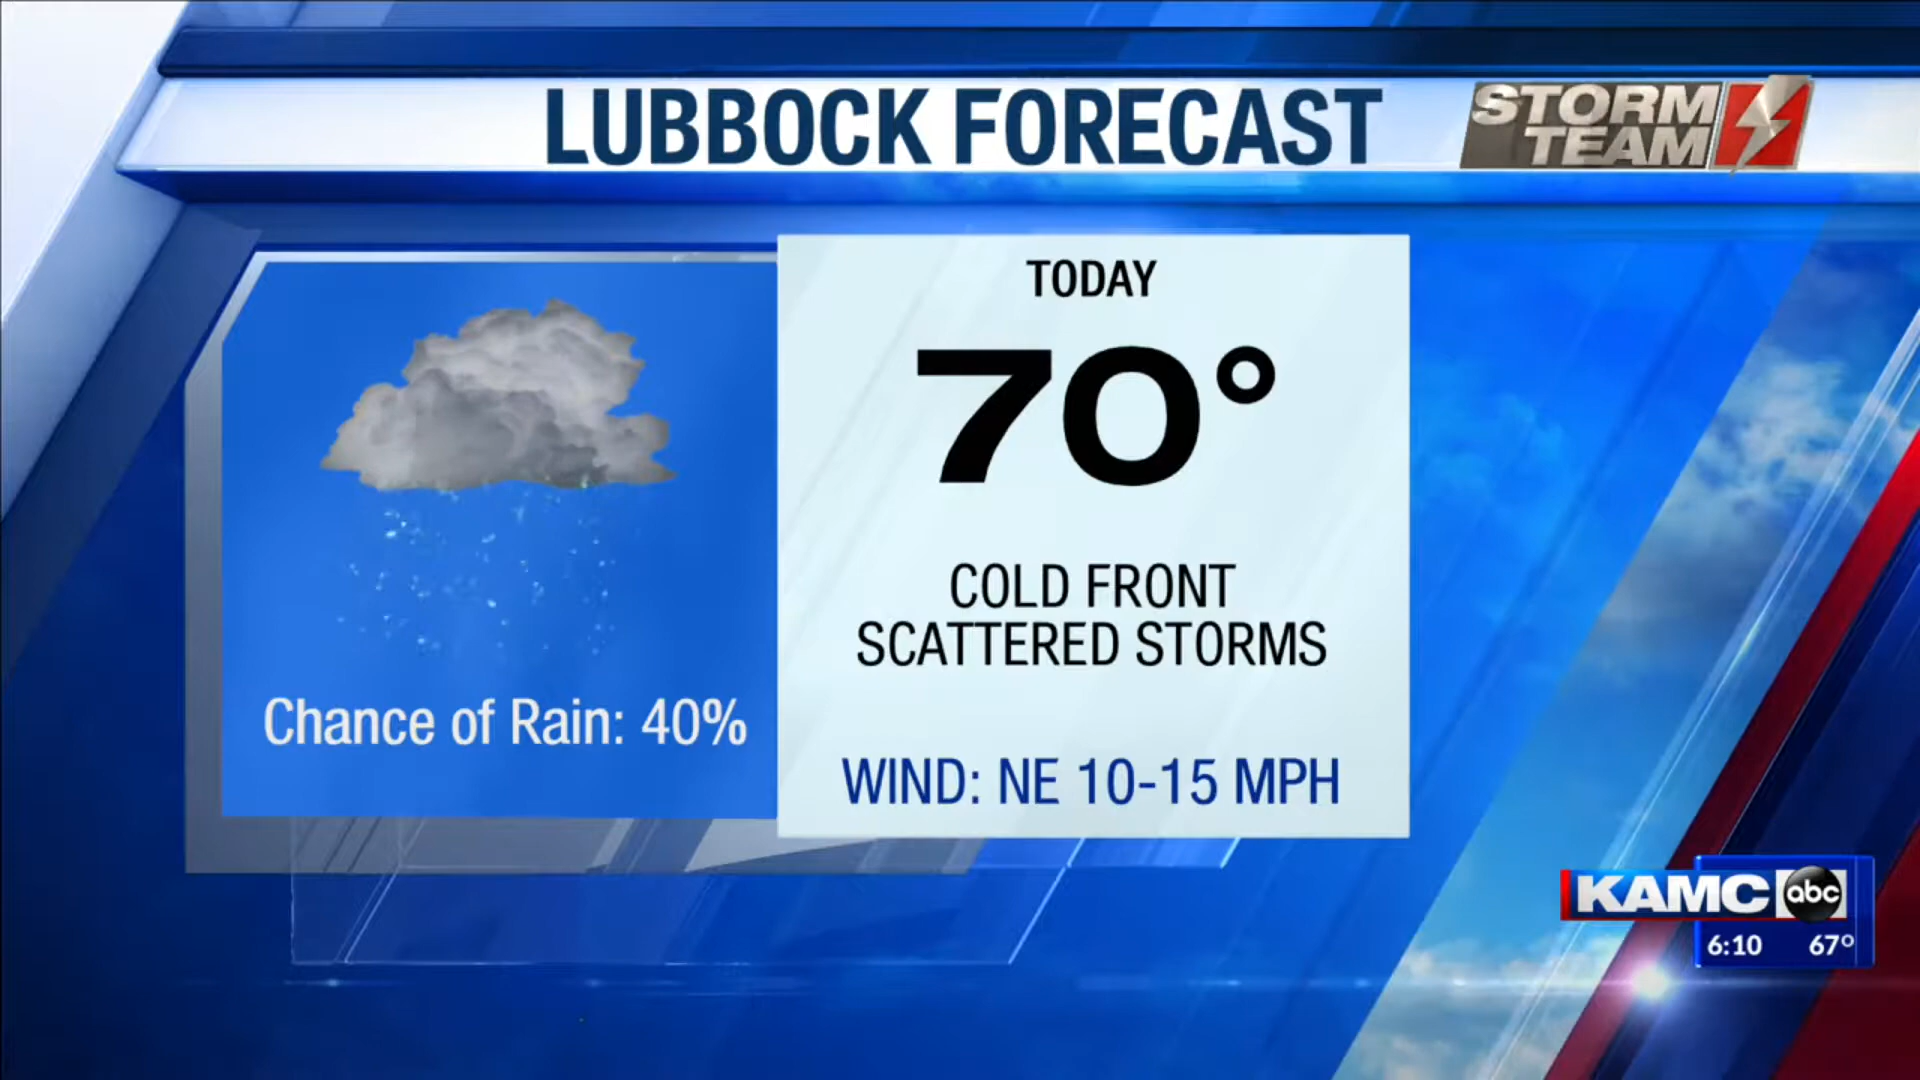 LUBBOCK FORECAST
STORM
TEAM
TODAY
70°
COLD FRONT
SCATTERED STORMS
Chance of Rain: 40%
WIND: NE 10-15 MPH
KAMC abc
6:10 67°